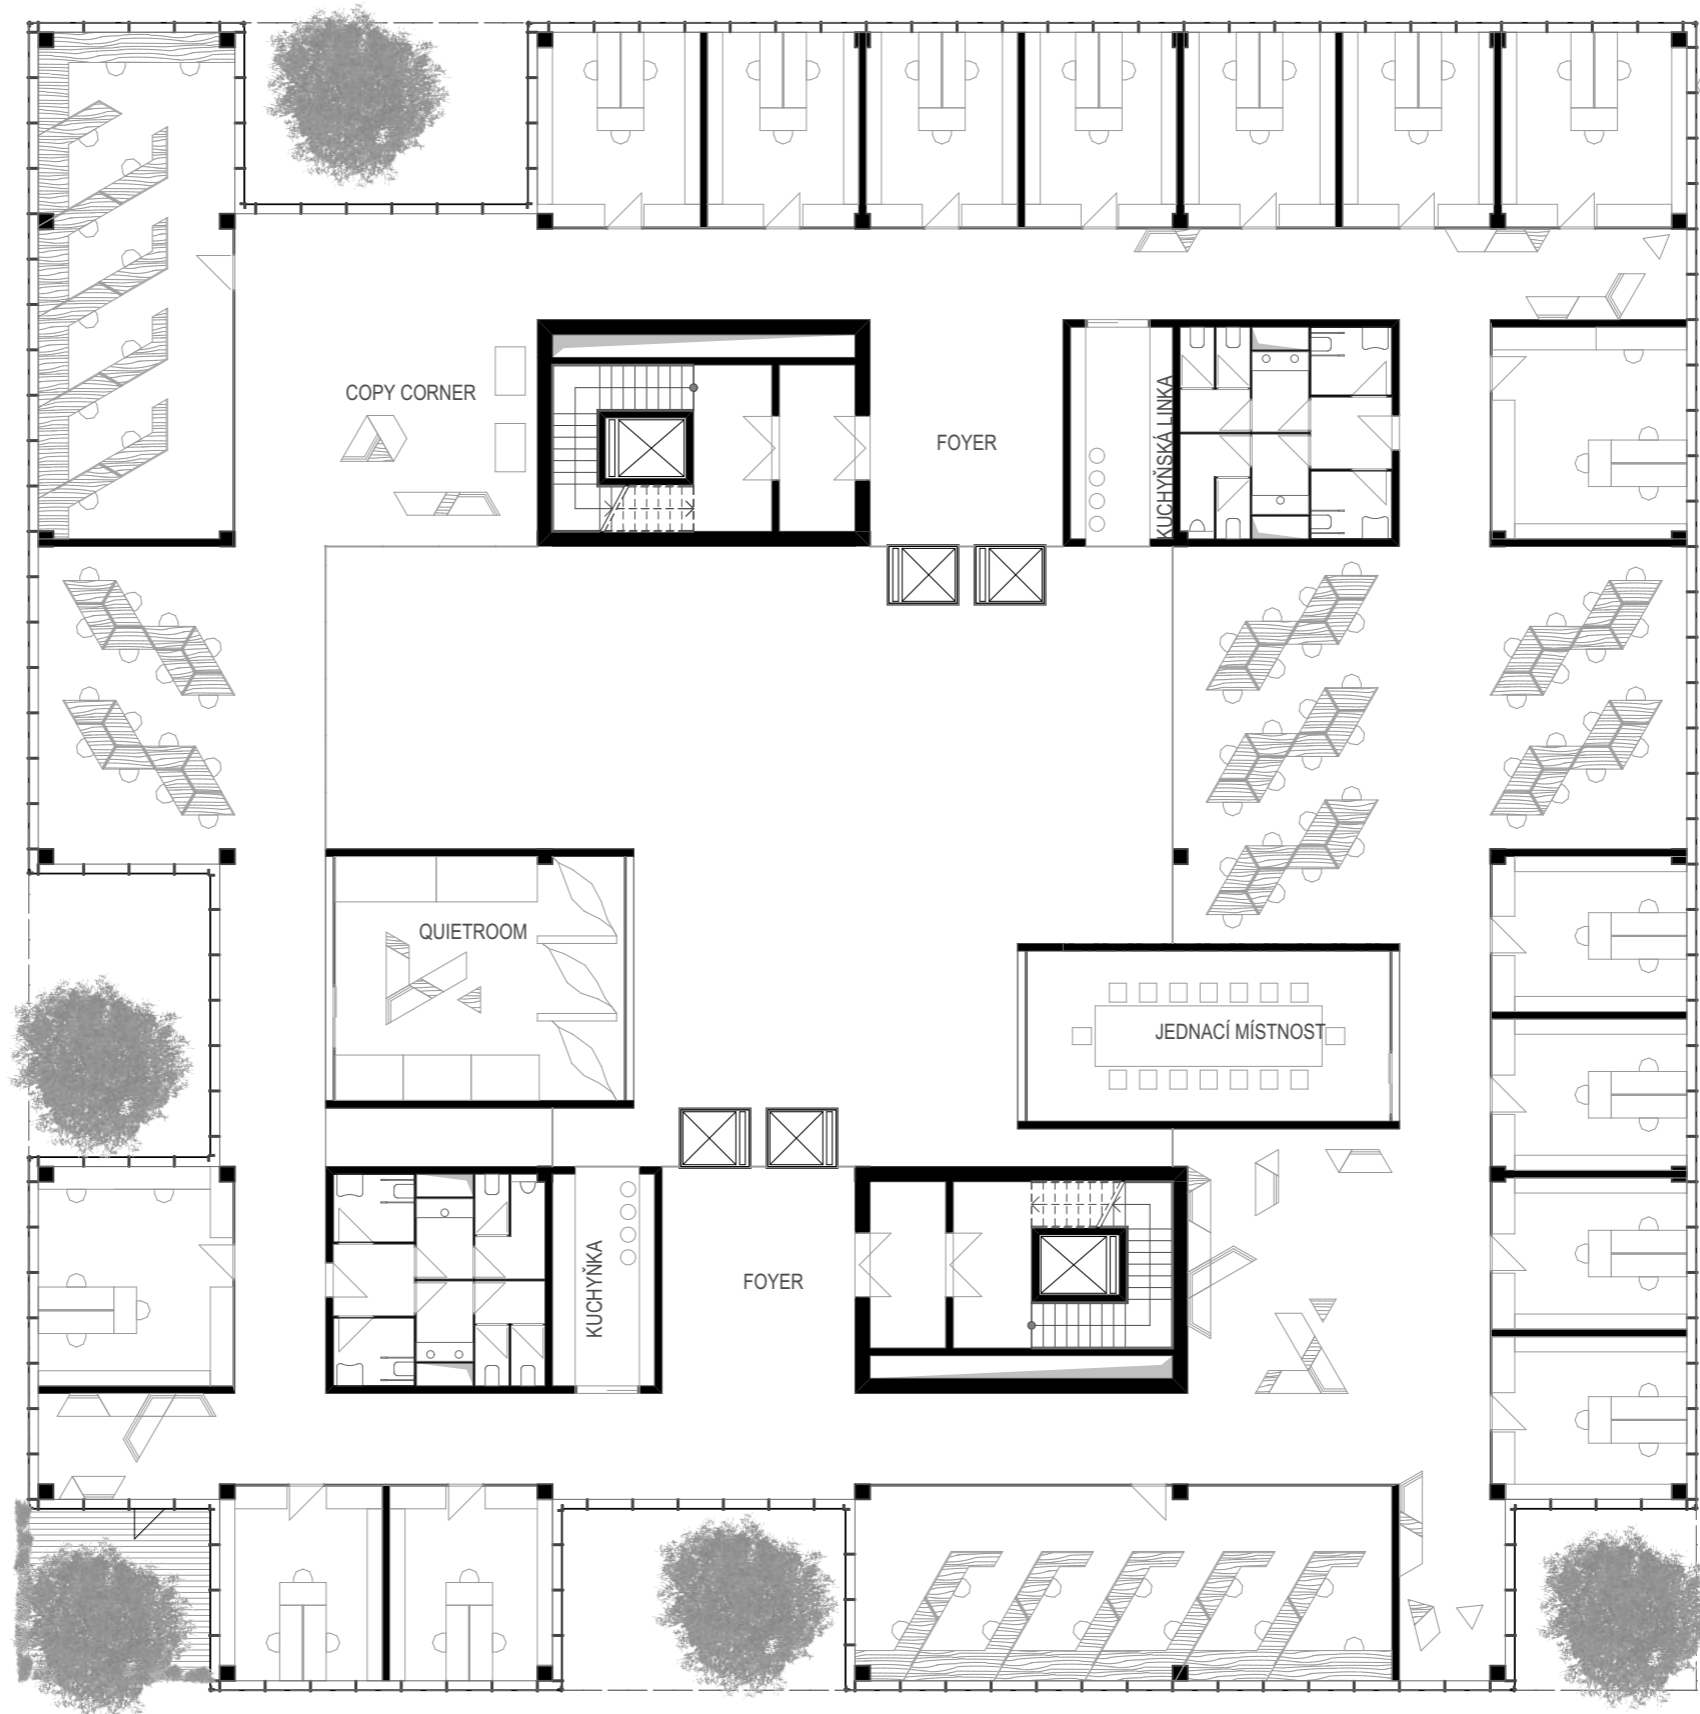 COPY CORNER
FOYER
KUCHYŇSKÁ LINKA
QUIETROOM
JEDNACÍ MÍSTNOST
KUCHYŇKA
FOYER